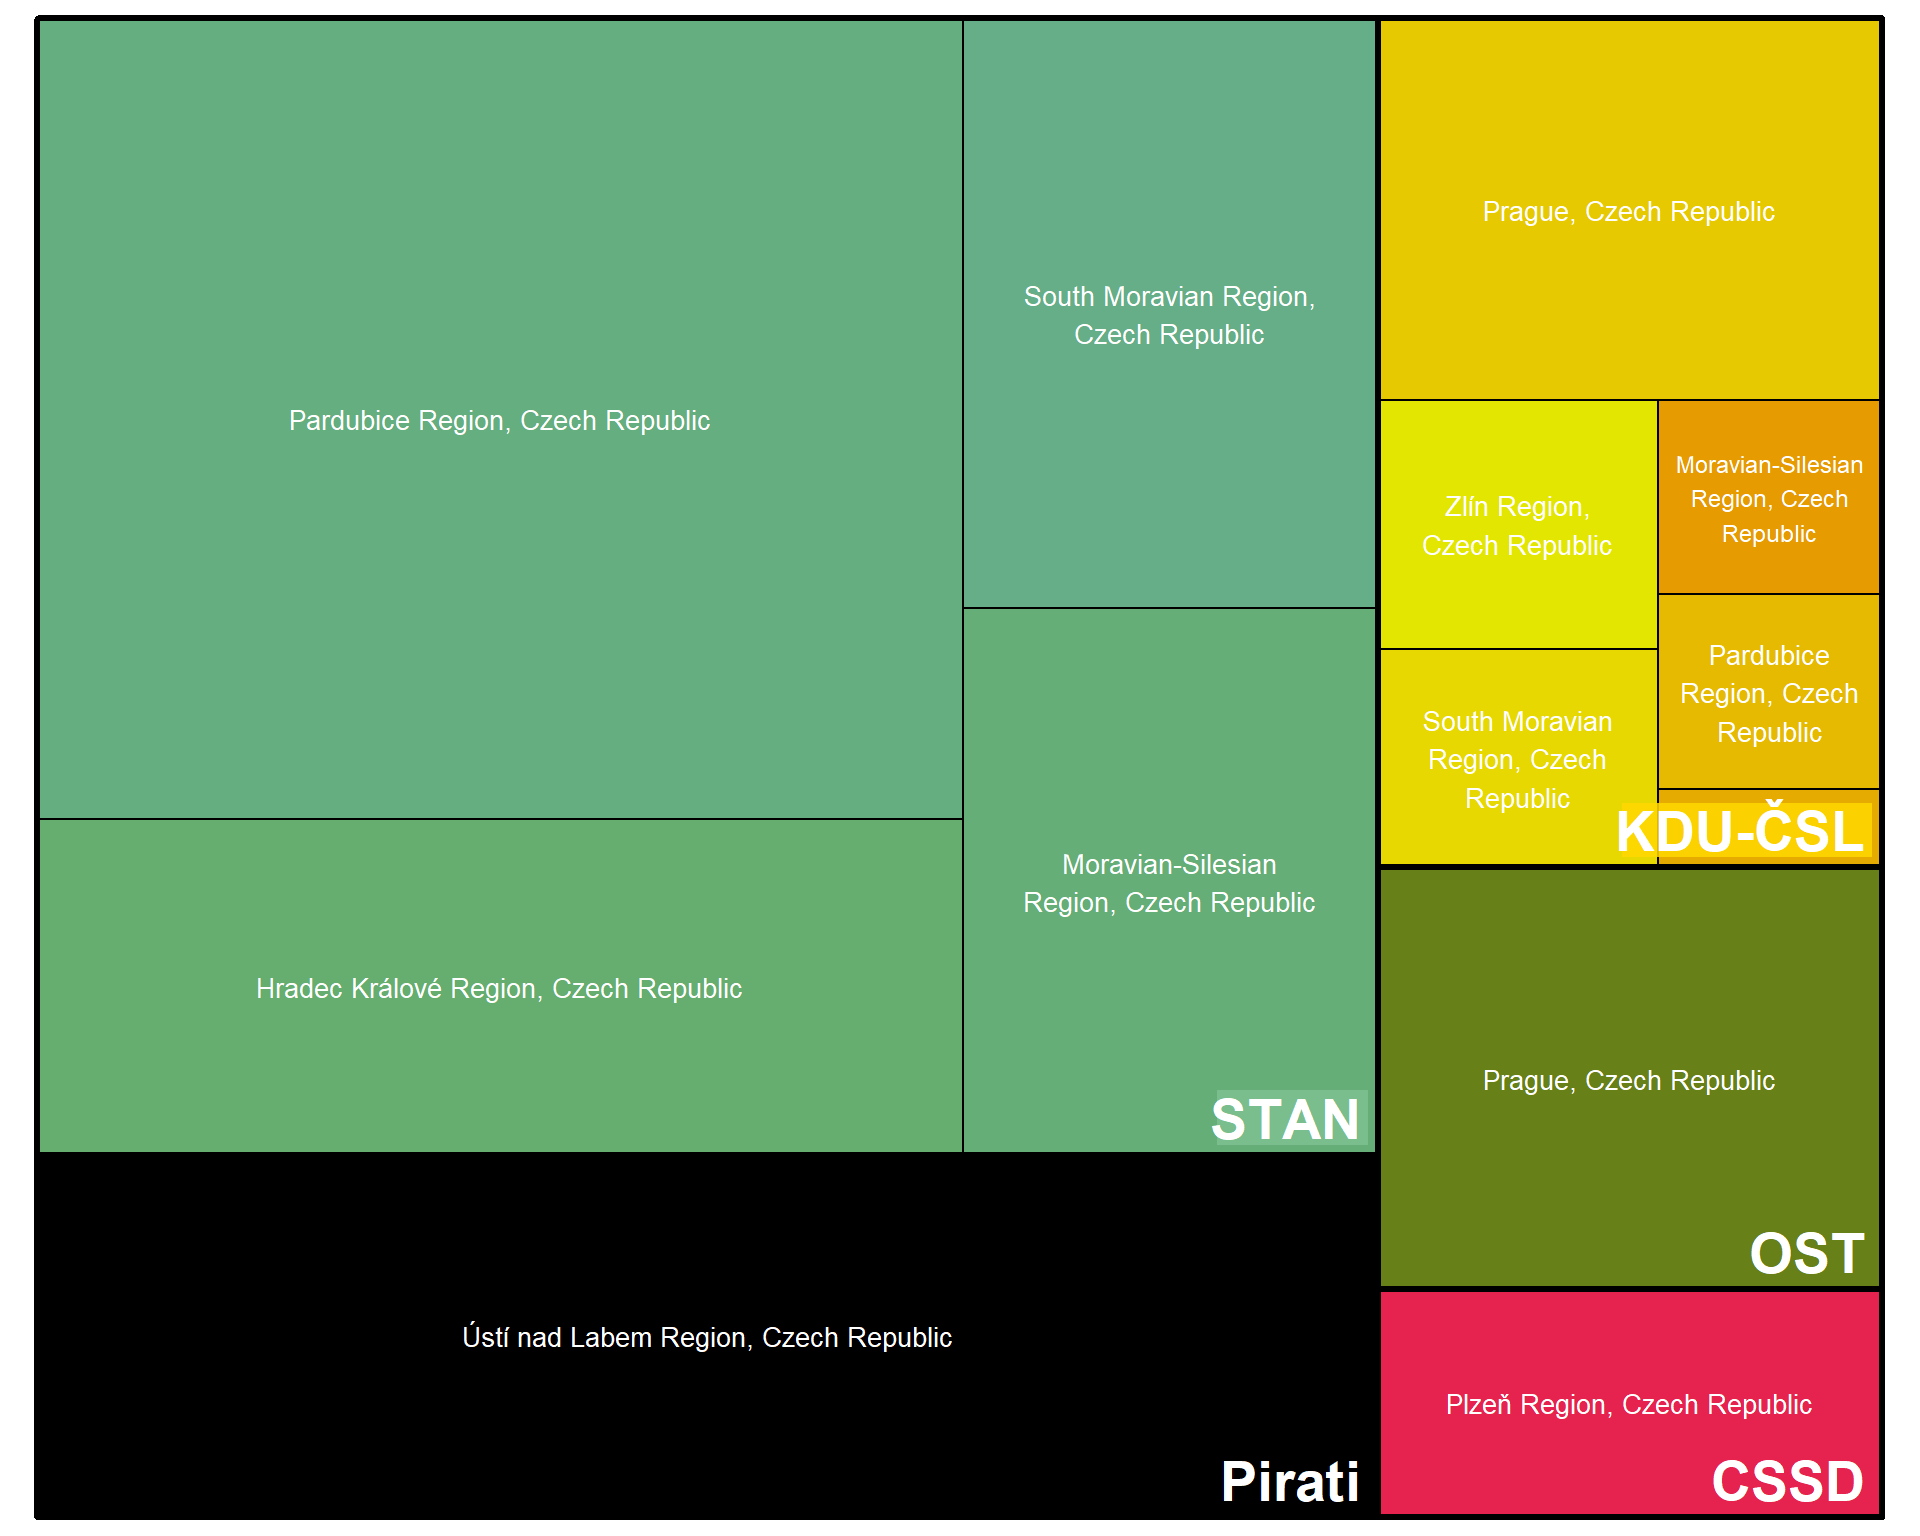 Pardubice Region, Czech Republic
Hradec Králové Region, Czech Republic
South Moravian Region,
Czech Republic
Moravian-Silesian
Region, Czech Republic
STAN
Ústí nad Labem Region, Czech Republic
Pirati
Prague, Czech Republic
Zlín Region,
Czech Republic
South Moravian
Region, Czech
Republic
Moravian-Silesian
Region, Czech
Republic
Pardubice
Region, Czech
Republic
KDU-ČSL
Prague, Czech Republic
OST
Plzeň Region, Czech Republic
CSSD